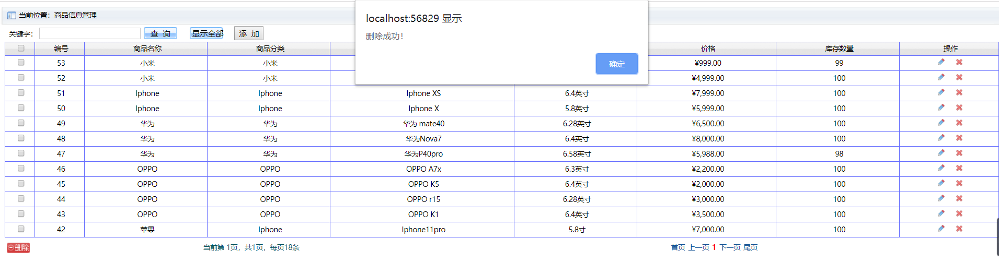 localhost:56829 显示
删除成功!
确定
当前位置：商品信息管理
关键字： 查 询 显示全部 添 加
编号 商品名称 商品分类 价格 库存数量 操作
53 小米 小米 ¥999.00 99
52 小米 小米 ¥4,999.00 100
51 Iphone Iphone Iphone XS 6.4英寸 ¥7,999.00 100
50 Iphone Iphone Iphone X 5.8英寸 ¥5,999.00 100
49 华为 华为 华为 mate40 6.28英寸 ¥6,500.00 100
48 华为 华为 华为Nova7 6.4英寸 ¥8,000.00 100
47 华为 华为 华为P40pro 6.58英寸 ¥5,988.00 98
46 OPPO OPPO OPPO A7x 6.3英寸 ¥2,200.00 100
45 OPPO OPPO OPPO K5 6.4英寸 ¥2,000.00 100
44 OPPO OPPO OPPO r15 6.28英寸 ¥3,000.00 100
43 OPPO OPPO OPPO K1 6.4英寸 ¥3,500.00 100
42 苹果 Iphone Iphone11pro 5.8寸 ¥7,000.00 100
删除 当前第 1页，共1页，每页18条 首页 上一页 1 下一页 尾页